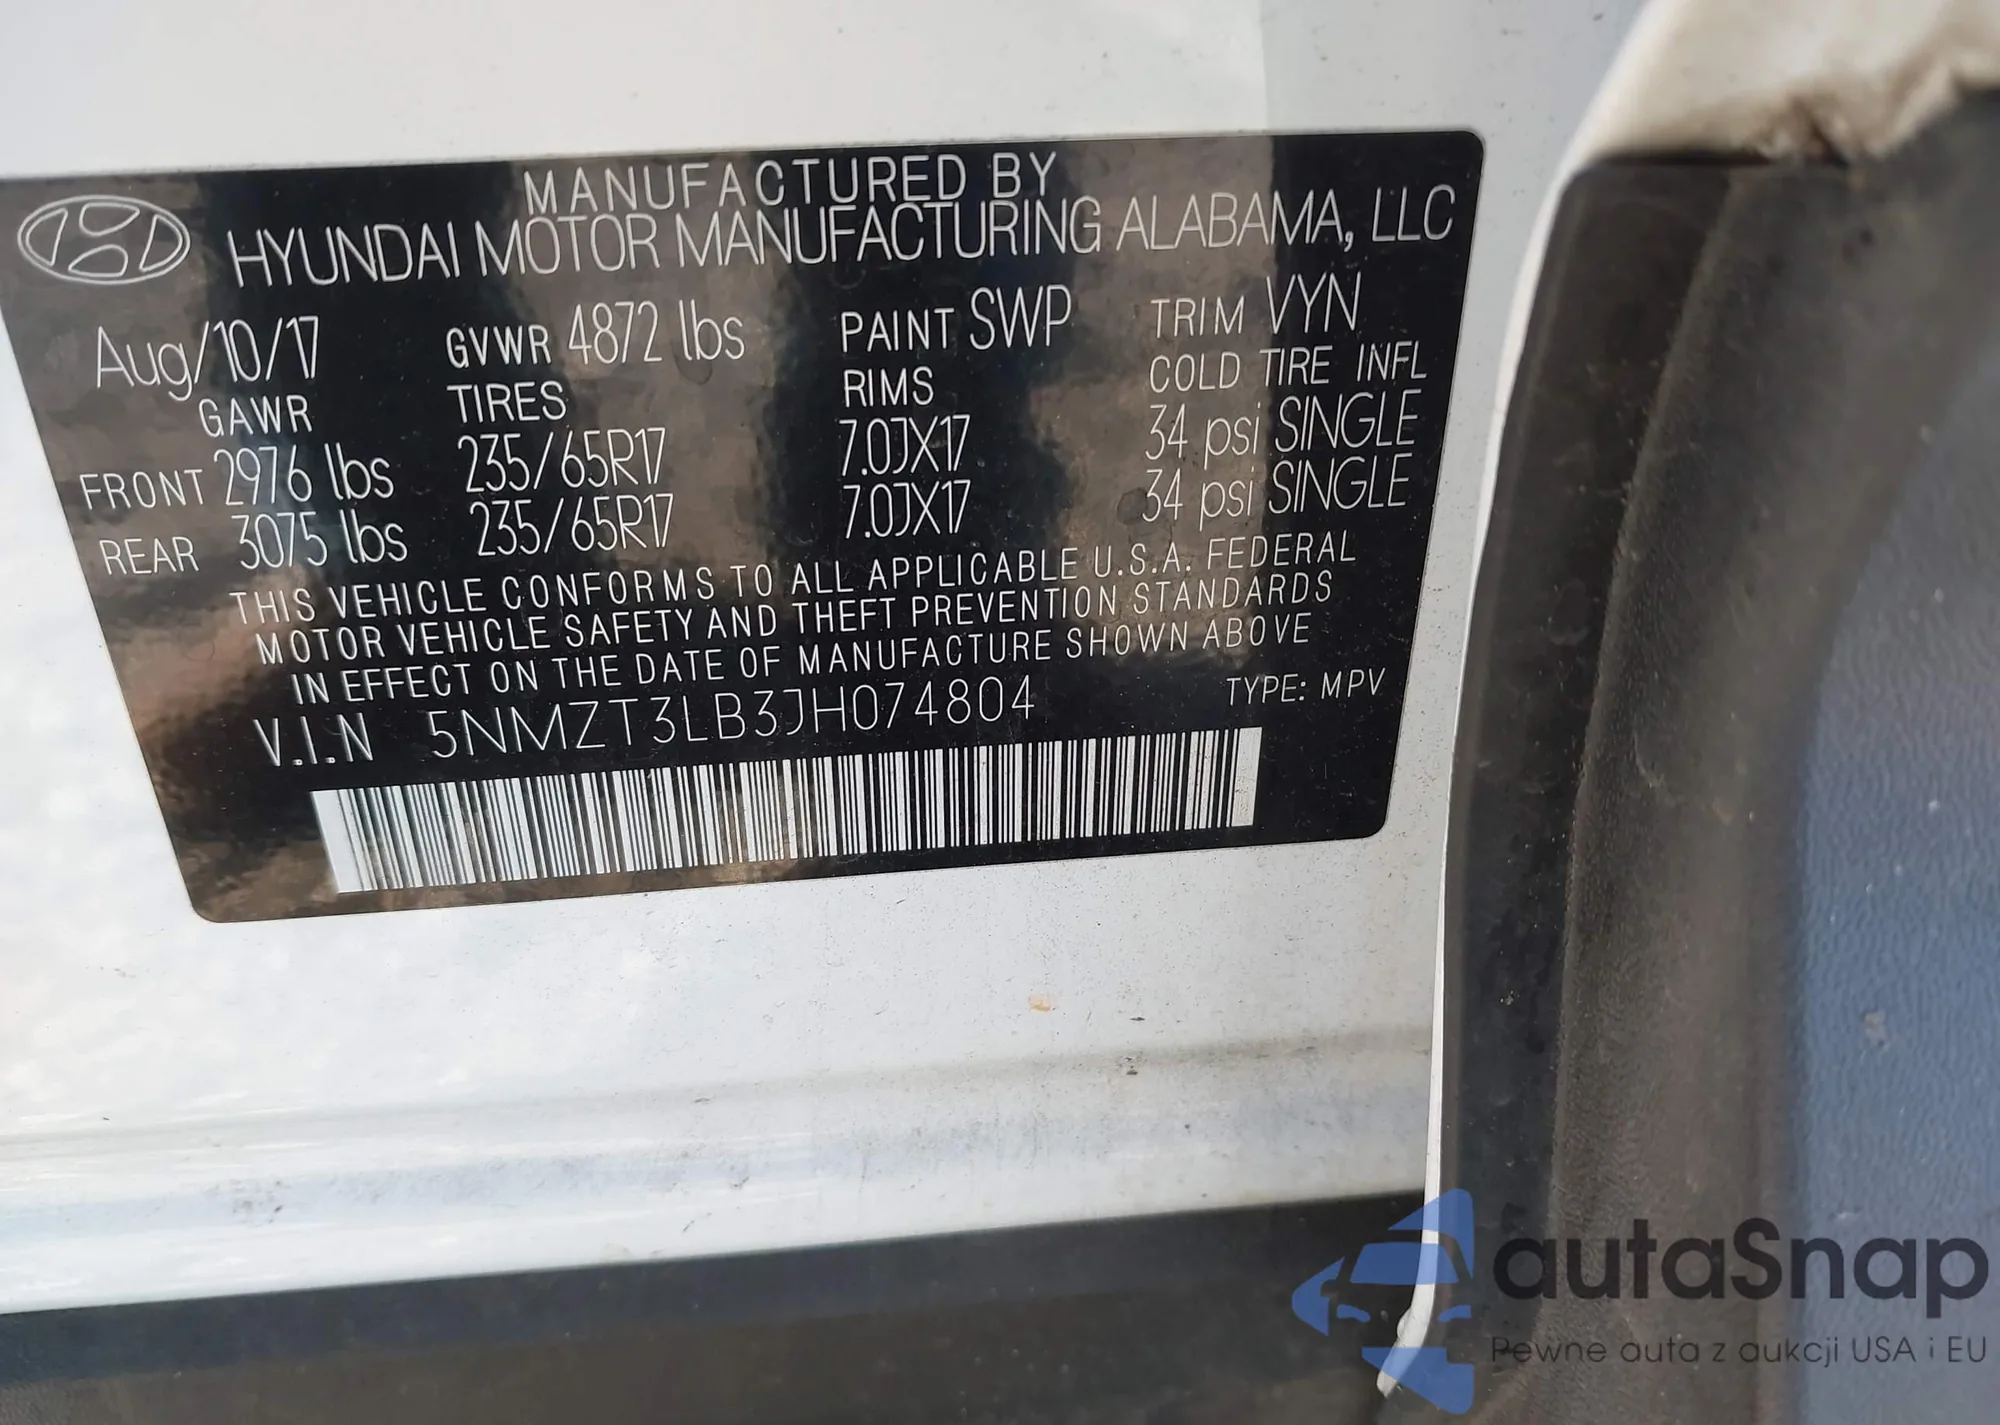 MANUFACTURED BY
HYUNDAI MOTOR MANUFACTURING ALABAMA, LLC
Aug/10/17 GVWR 4872 lbs PAINT SWP TRIM VYN
GAWR TIRES RIMS COLD TIRE INFL
FRONT 2976 lbs 235/65R17 7.0JX17 34 psi SINGLE
REAR 3075 lbs 235/65R17 7.0JX17 34 psi SINGLE
THIS VEHICLE CONFORMS TO ALL APPLICABLE U.S.A. FEDERAL
MOTOR VEHICLE SAFETY AND THEFT PREVENTION STANDARDS
IN EFFECT ON THE DATE OF MANUFACTURE SHOWN ABOVE
V.I.N 5NMZT3LB3JH074804 TYPE: MPV
autaSnap
Pewne auta z aukcji USA i EU